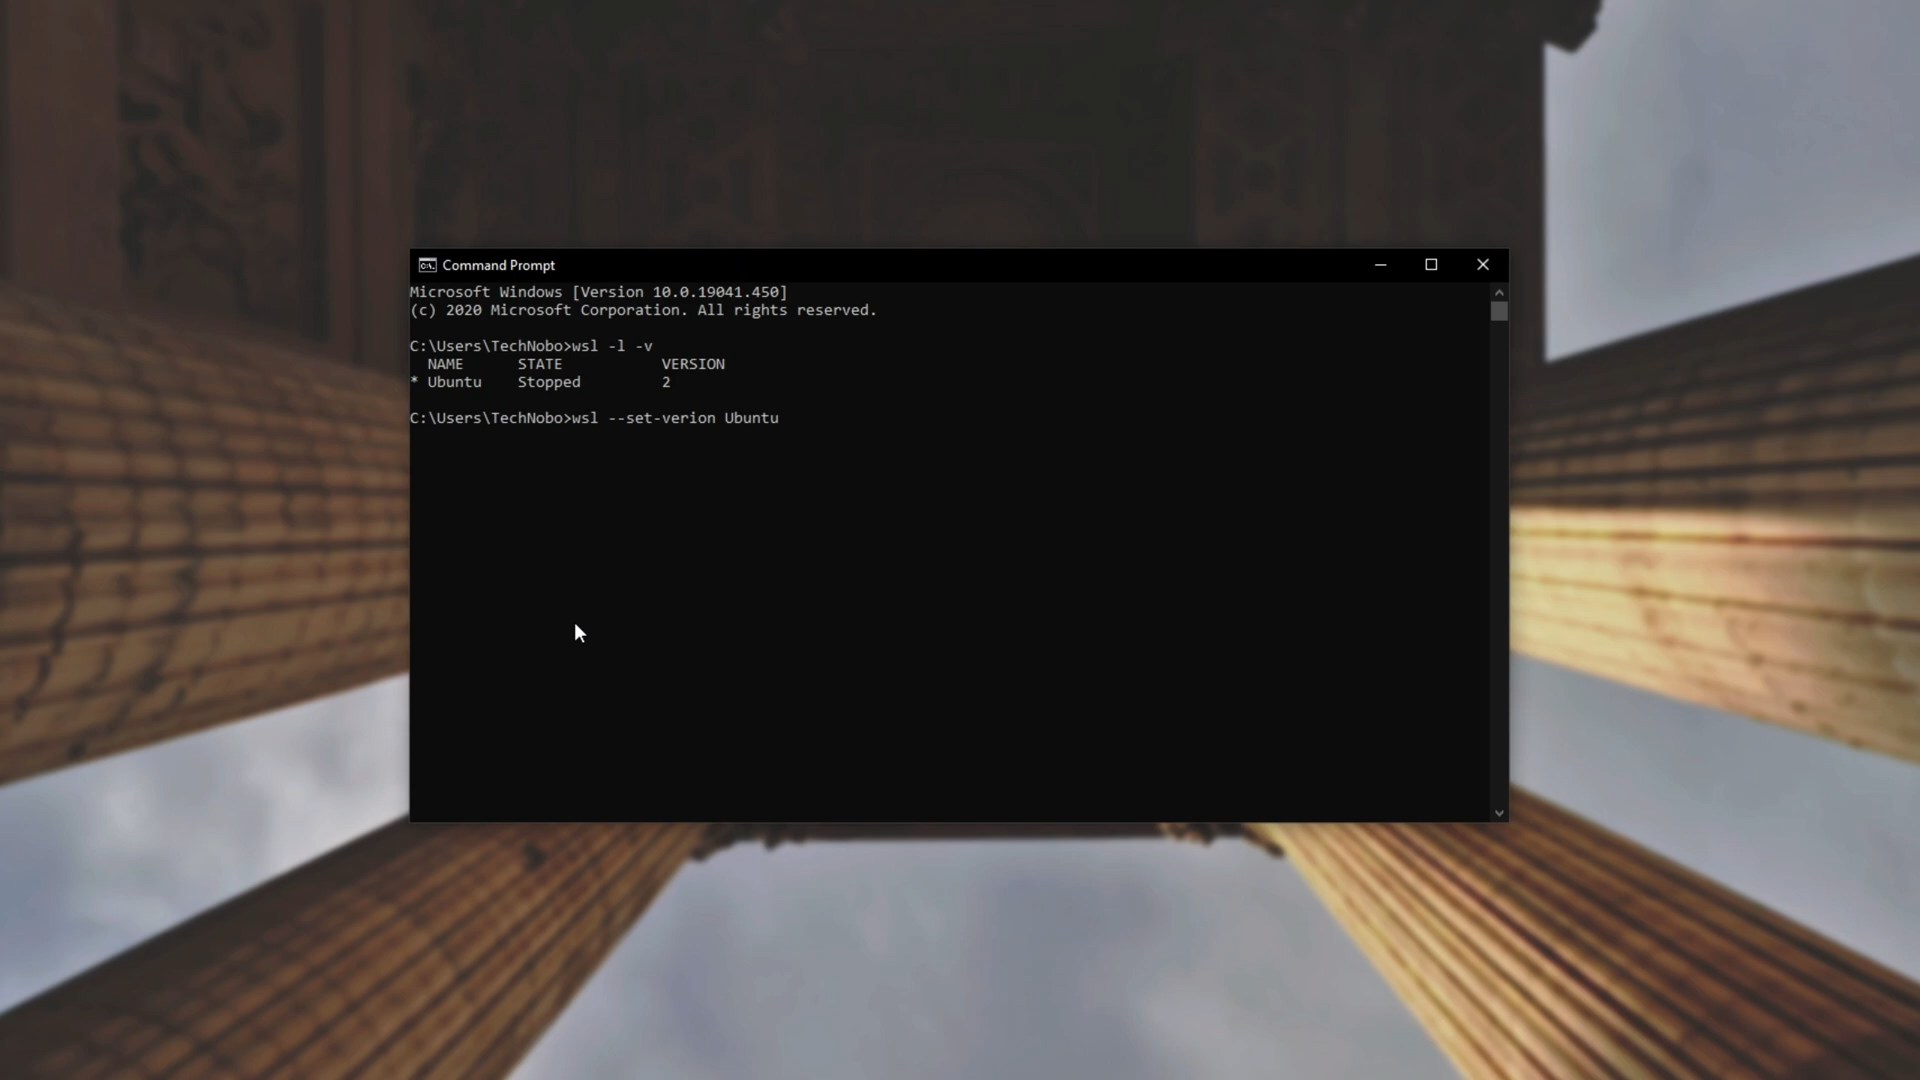 Command Prompt
Microsoft Windows [Version 10.0.19041.450]
(c) 2020 Microsoft Corporation. All rights reserved.
C:\Users\TechNobo>wsl -l -v
  NAME      STATE           VERSION
* Ubuntu    Stopped         2
C:\Users\TechNobo>wsl --set-verion Ubuntu